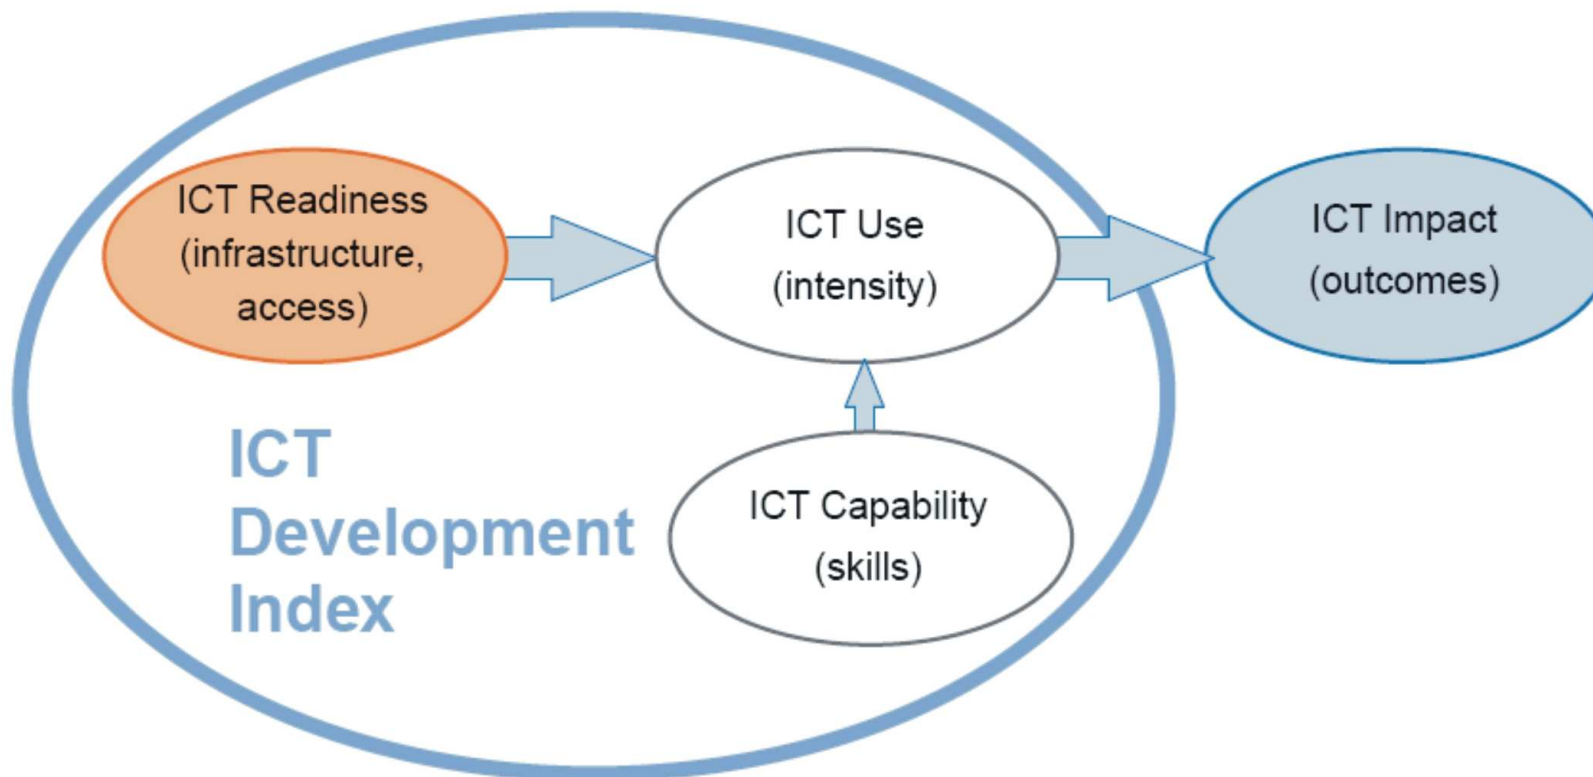 ICT Readiness
(infrastructure,
access)
ICT Use
(intensity)
ICT Impact
(outcomes)
ICT
Development
Index
ICT Capability
(skills)